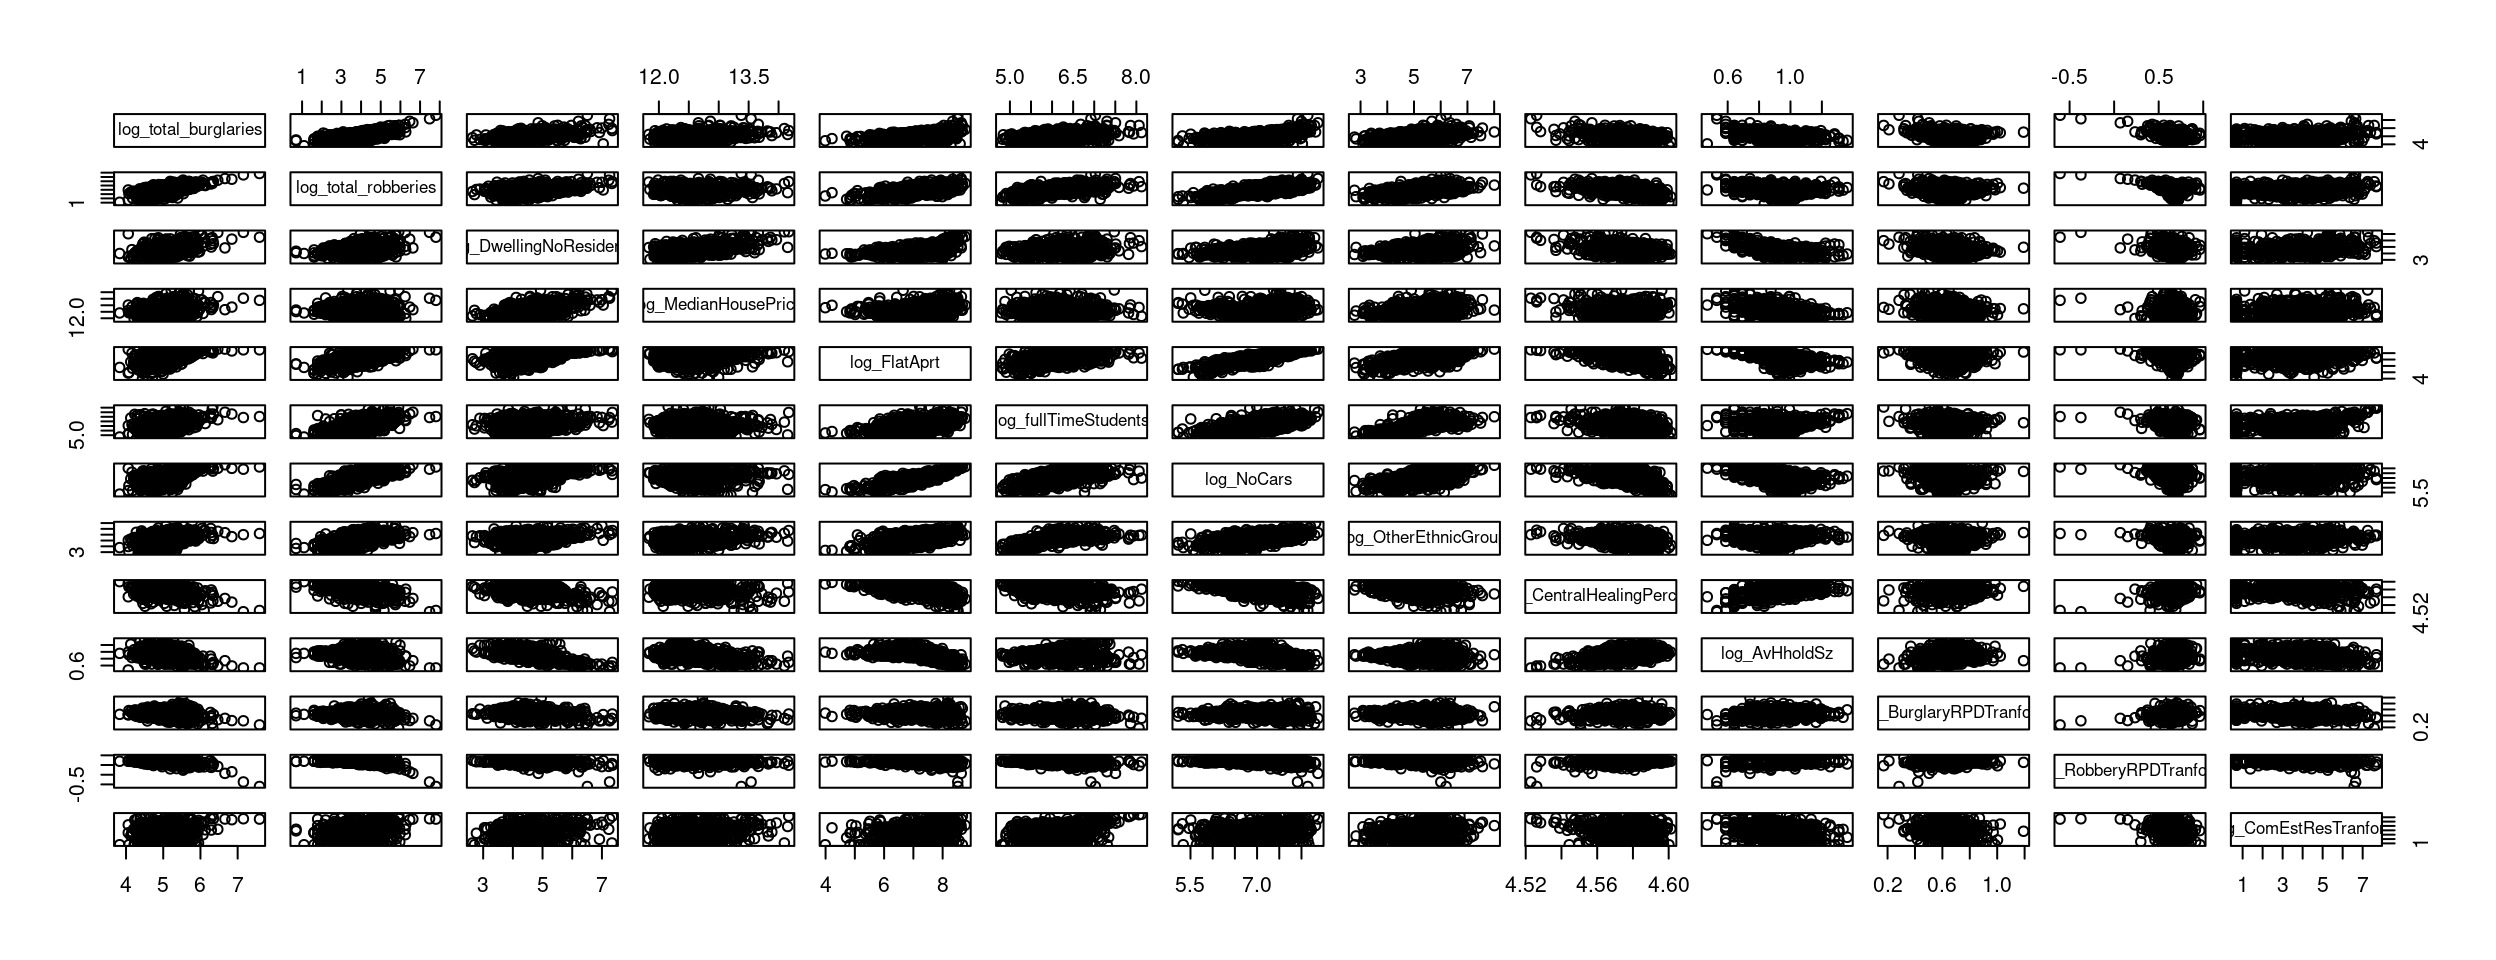 1 3 5 7 12.0 13.5 5.0 6.5 8.0 3 5 7 0.6 1.0 -0.5 0.5
log_total_burglaries 4
1 log_total_robberies
_DwellingNoResiden 3
12.0 og_MedianHousePric
log_FlatAprt 4
5.0 og_fullTimeStudents
log_NoCars 5.5
3 og_OtherEthnicGrou
_CentralHealingPerc 4.52
0.6 log_AvHholdSz
_BurglaryRPDTranfo 0.2
-0.5 _RobberyRPDTranfo
g_ComEstResTranfo 1
4 5 6 7 3 5 7 4 6 8 5.5 7.0 4.52 4.56 4.60 0.2 0.6 1.0 1 3 5 7